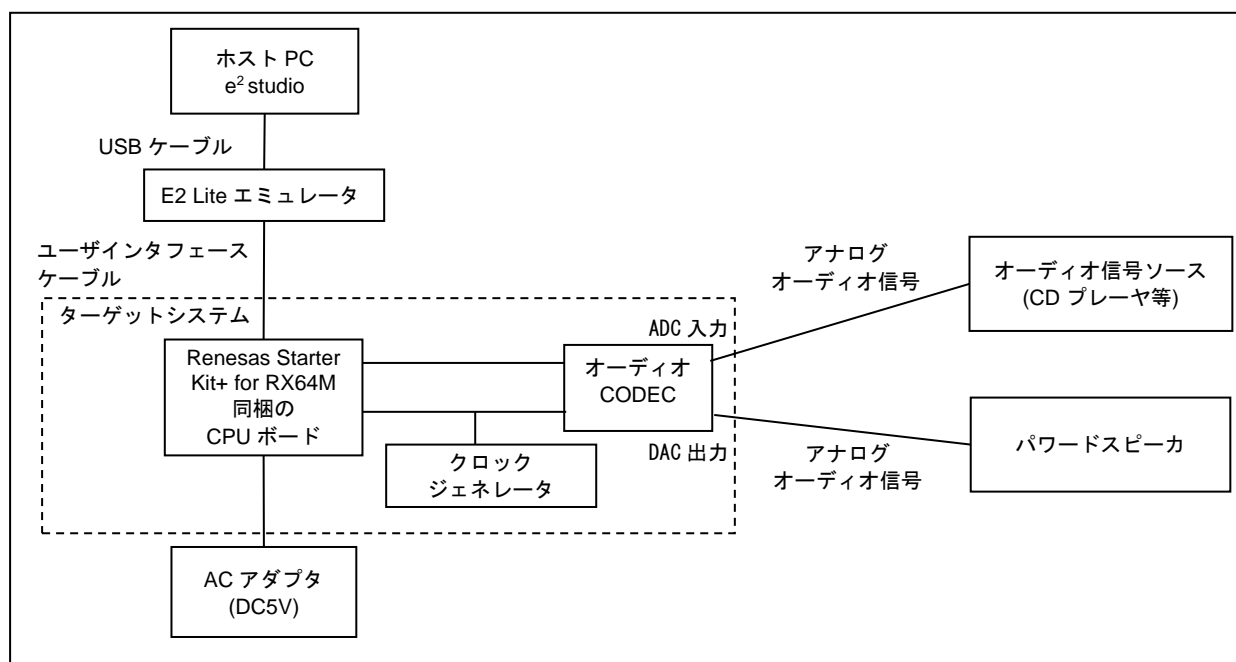 ホスト PC
e² studio
USB ケーブル
E2 Lite エミュレータ
ユーザインタフェース
ケーブル
ターゲットシステム
Renesas Starter
Kit+ for RX64M
同梱の
CPU ボード
クロック
ジェネレータ
ADC 入力
オーディオ
CODEC
DAC 出力
アナログ
オーディオ信号
オーディオ信号ソース
(CD プレーヤ等)
アナログ
オーディオ信号
パワードスピーカ
AC アダプタ
(DC5V)